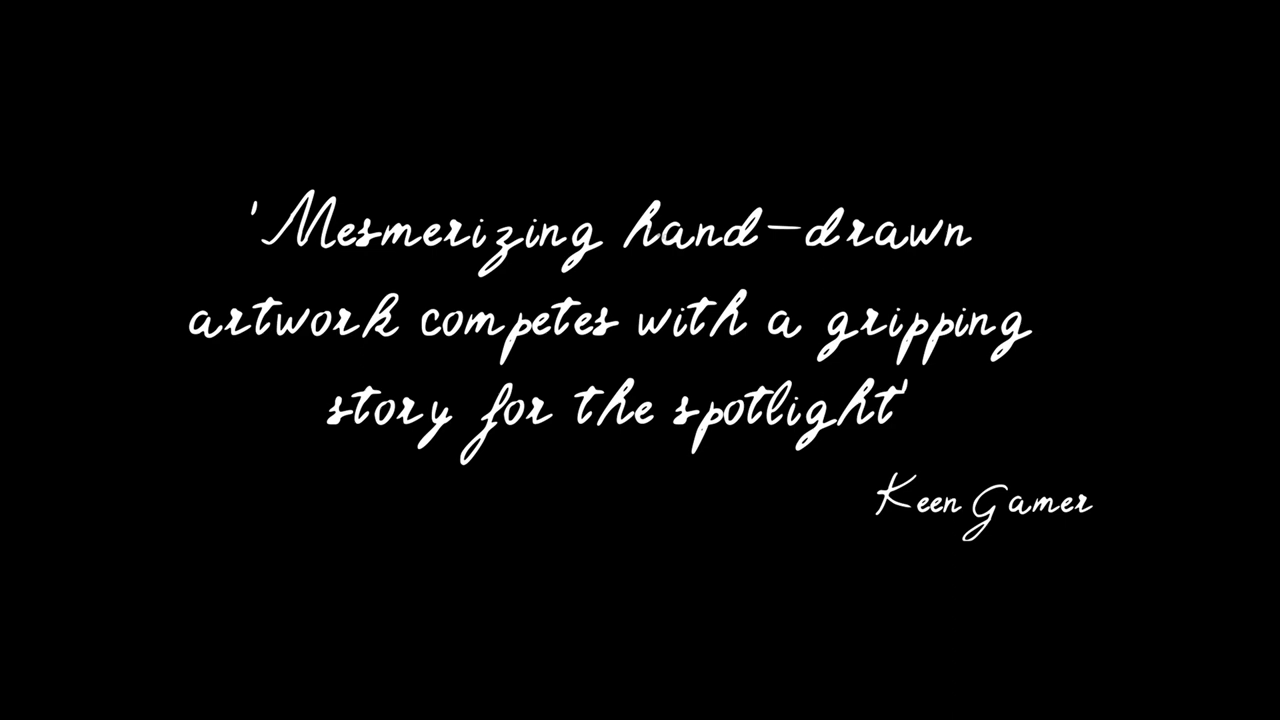 'Mesmerizing hand-drawn
artwork competes with a gripping
story for the spotlight'
Keen Gamer